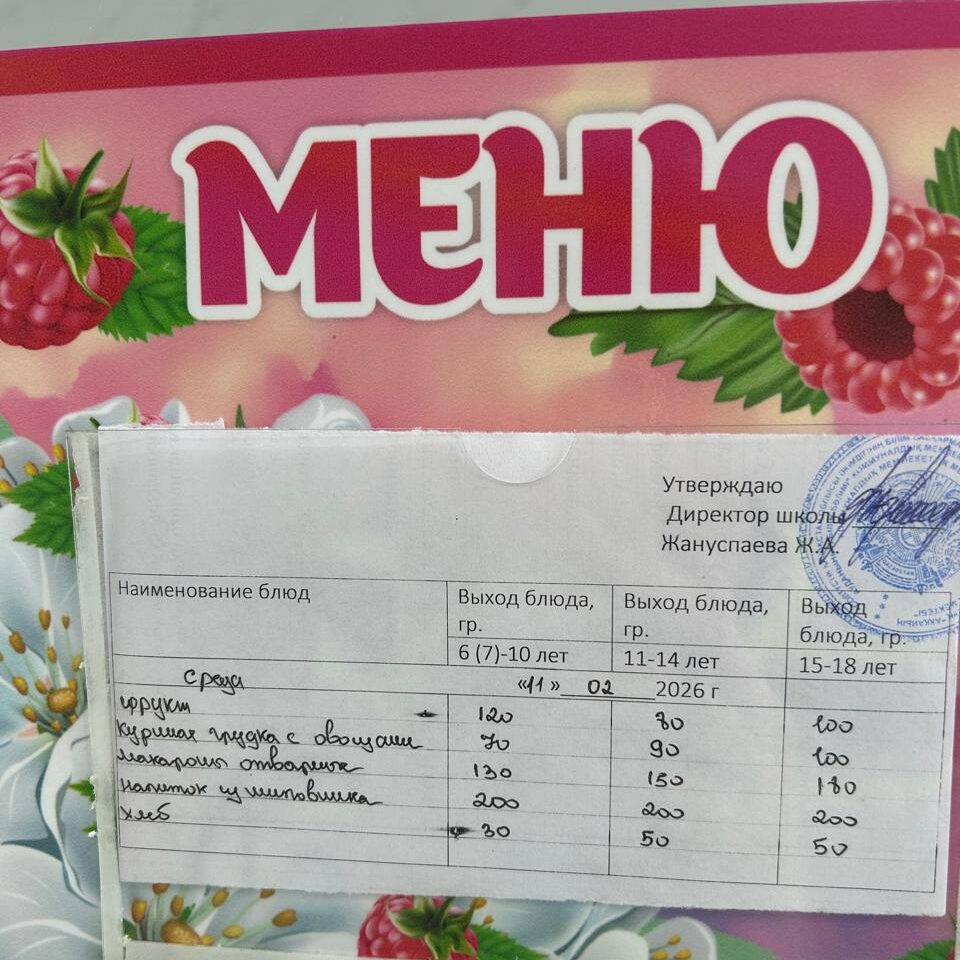 МЕНЮ
Утверждаю
Директор школы
Жануспаева Ж.А.
Наименование блюд Выход блюда, гр. Выход блюда, гр. Выход блюда, гр.
6 (7)-10 лет 11-14 лет 15-18 лет
среда «11» 02 2026 г
фрукт 120 80 100
куриная грудка с овощами 70 90 100
макароны отварные 130 150 180
напиток из шиповника 200 200 200
хлеб 30 50 50